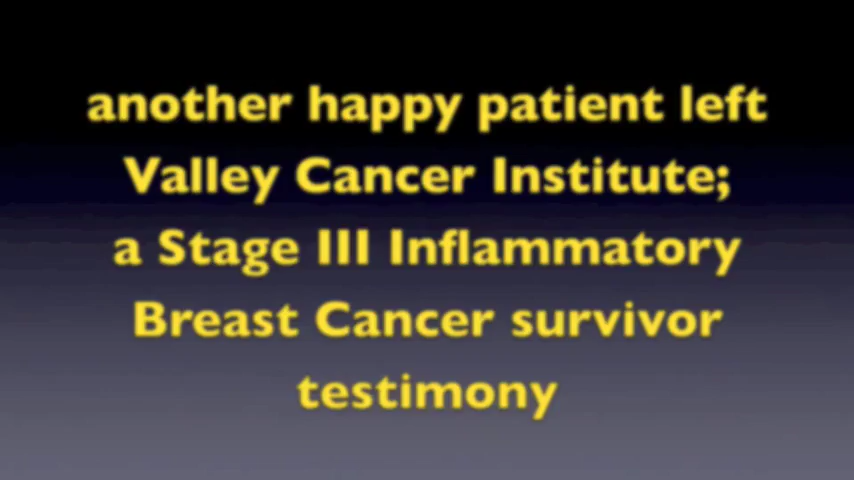 another happy patient left
Valley Cancer Institute;
a Stage III Inflammatory
Breast Cancer survivor
testimony